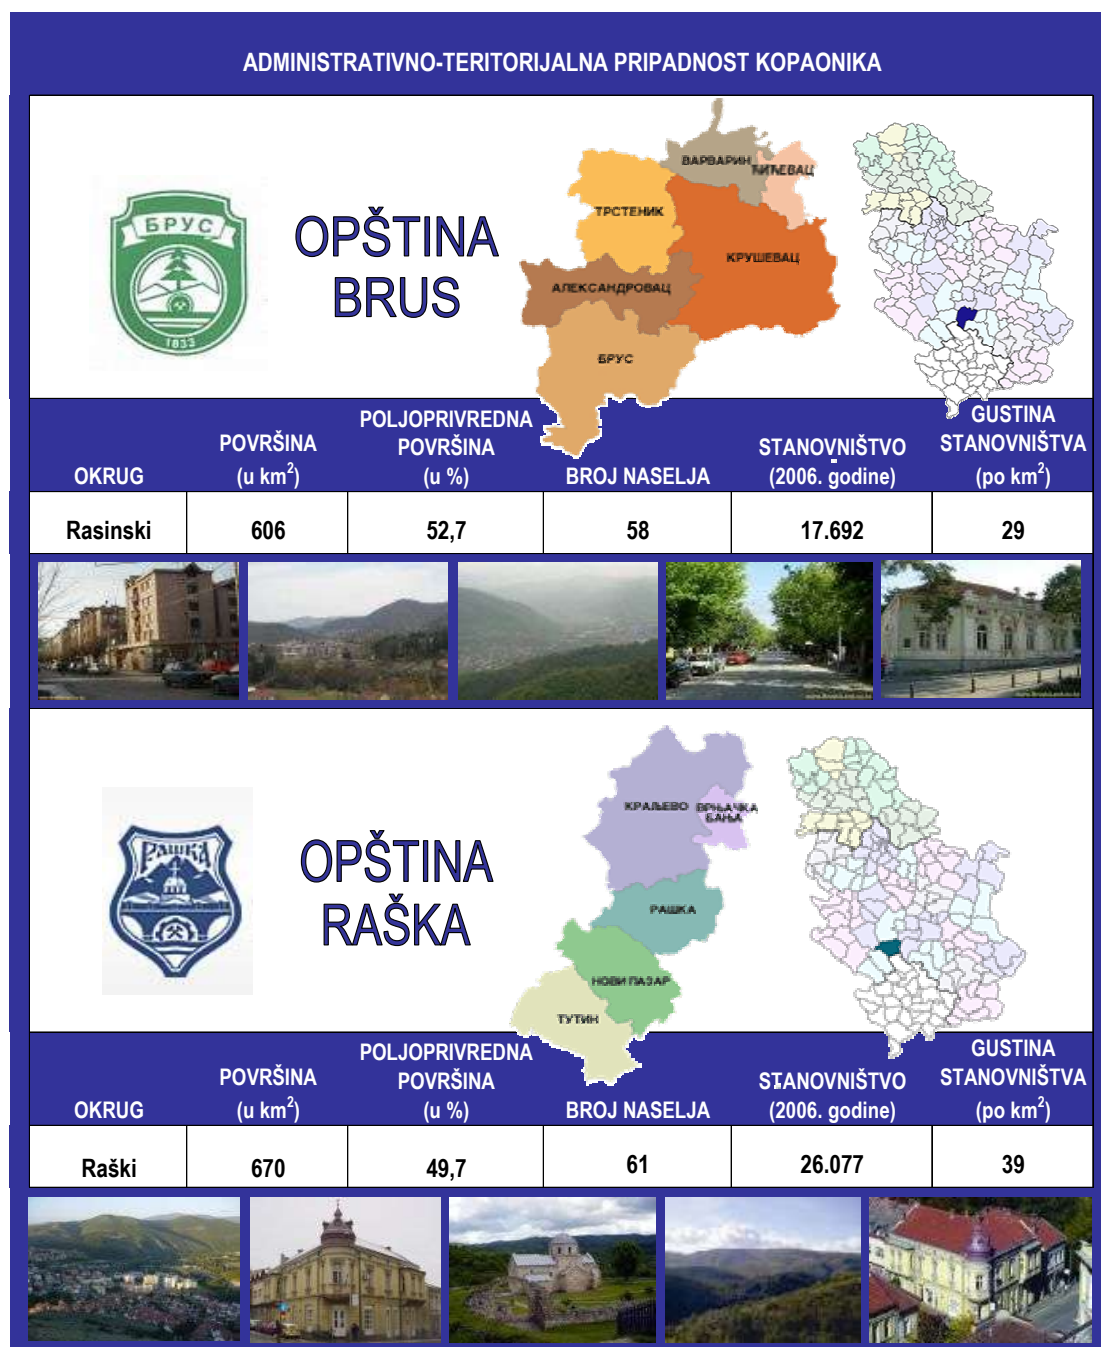 ADMINISTRATIVNO-TERITORIJALNA PRIPADNOST KOPAONIKA
БРУС
1833
OPŠTINA
BRUS
ВАРВАРИН
ЋИЋЕВАЦ
ТРСТЕНИК
КРУШЕВАЦ
АЛЕКСАНДРОВАЦ
БРУС
OKRUG
POVRŠINA
(u km²)
POLJOPRIVREDNA
POVRŠINA
(u %)
BROJ NASELJA
STANOVNIŠTVO
(2006. godine)
GUSTINA
STANOVNIŠTVA
(po km²)
Rasinski 606 52,7 58 17.692 29
РАШКА
OPŠTINA
RAŠKA
КРАЉЕВО
ВРЊАЧКА
БАЊА
РАШКА
НОВИ ПАЗАР
ТУТИН
OKRUG
POVRŠINA
(u km²)
POLJOPRIVREDNA
POVRŠINA
(u %)
BROJ NASELJA
STANOVNIŠTVO
(2006. godine)
GUSTINA
STANOVNIŠTVA
(po km²)
Raški 670 49,7 61 26.077 39